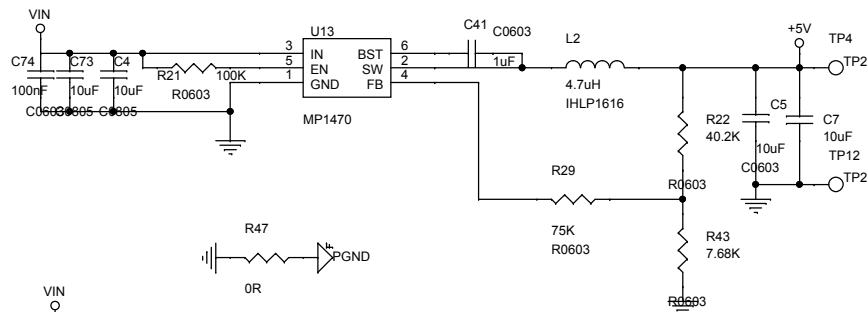 VIN
U13
C41
C0603
1uF
L2
4.7uH
IHLP1616
+5V
TP4
TP2
C74
100nF
C73
10uF
C4
10uF
C0805
R21
100K
R0603
3 IN
5 EN
1 GND
BST 6
SW 2
FB 4
MP1470
R22
40.2K
R0603
C5
10uF
C0603
C7
10uF
TP12
TP2
R29
75K
R0603
R43
7.68K
R0603
R47
0R
PGND
VIN